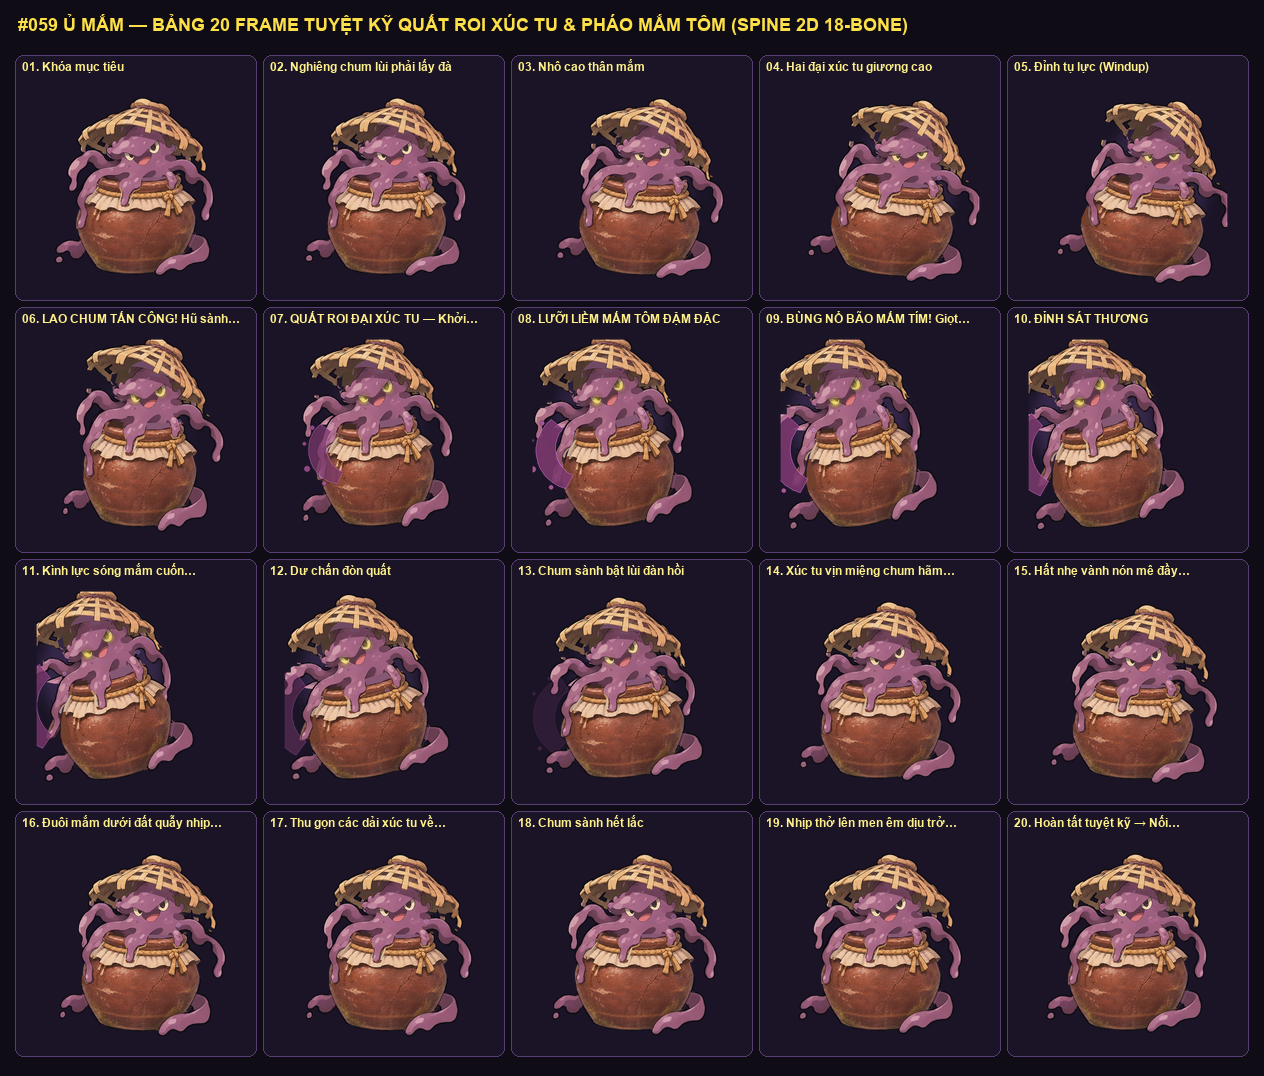 #059 Ủ MẮM — BẢNG 20 FRAME TUYỆT KỸ QUẤT ROI XÚC TU & PHÁO MẮM TÔM (SPINE 2D 18-BONE)
01. Khóa mục tiêu
02. Nghiêng chum lùi phải lấy đà
03. Nhô cao thân mắm
04. Hai đại xúc tu giương cao
05. Đỉnh tụ lực (Windup)
06. LAO CHUM TẤN CÔNG! Hũ sành...
07. QUẤT ROI ĐẠI XÚC TU — Khởi...
08. LƯỠI LIỀM MẮM TÔM ĐẬM ĐẶC
09. BÙNG NỔ BÃO MẮM TÍM! Giọt...
10. ĐỈNH SÁT THƯƠNG
11. Kình lực sóng mắm cuốn...
12. Dư chấn đòn quất
13. Chum sành bật lùi đàn hồi
14. Xúc tu vịn miệng chum hãm...
15. Hất nhẹ vành nón mê đầy...
16. Đuôi mắm dưới đất quẫy nhịp...
17. Thu gọn các dải xúc tu về...
18. Chum sành hết lắc
19. Nhịp thở lên men êm dịu trở...
20. Hoàn tất tuyệt kỹ → Nối...